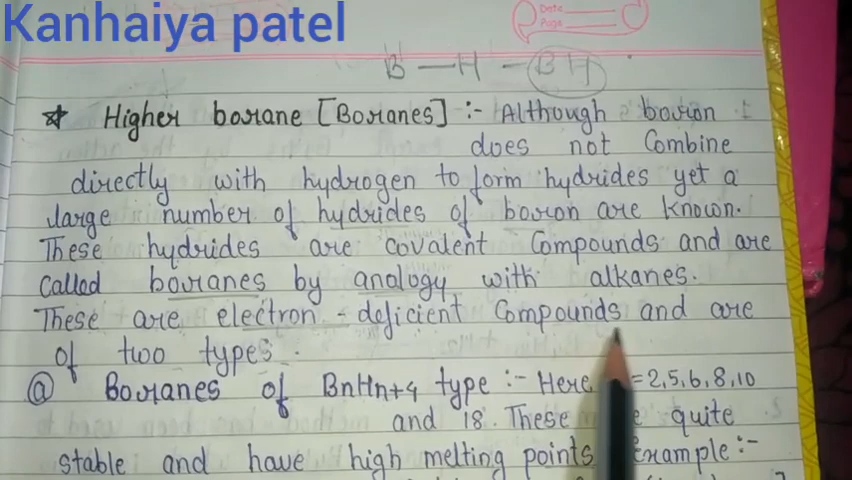 Kanhaiya patel
Date
Page
B — H - BH
* Higher borane [Boranes] :- Although boron
does not Combine
directly with hydrogen to form hydrides yet a
large number of hydrides of boron are known.
These hydrides are covalent Compounds and are
called boranes by analogy with alkanes.
These are electron - deficient Compounds and are
of two types.
(a) Boranes of BnHn+4 type :- Here =2,5,6,8,10
and 18. These quite
stable and have high melting points Example :-